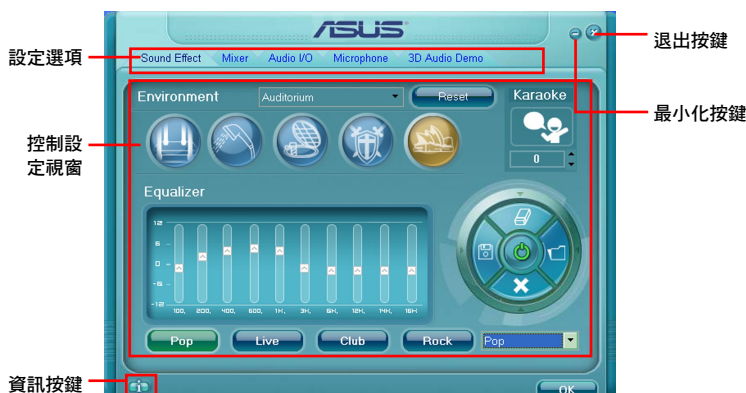 ASUS
退出按鍵
設定選項
Sound Effect Mixer Audio I/O Microphone 3D Audio Demo
Environment Auditorium Reset Karaoke
最小化按鍵
控制設
定視窗
0
Equalizer
12
6
0
-6
-12
100, 200, 400, 600, 1K, 3K, 6K, 12K, 14K, 16K
Pop Live Club Rock Pop
資訊按鍵
i
OK